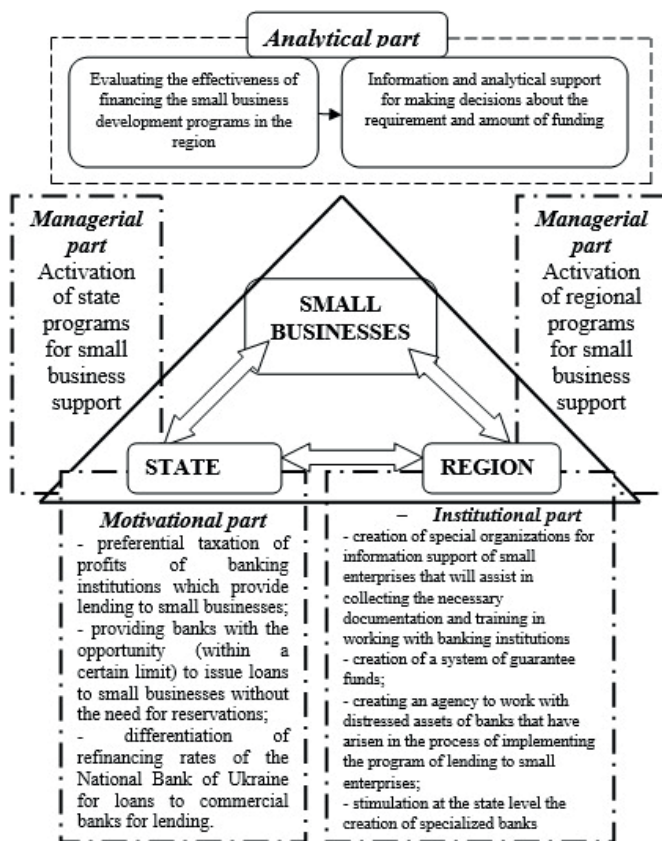 Analytical part
Evaluating the effectiveness of
financing the small business
development programs in the
region
Information and analytical support
for making decisions about the
requirement and amount of funding
Managerial
part
Activation
of state
programs
for small
business
support
SMALL
BUSINESSES
Managerial
part
Activation
of regional
programs
for small
business
support
STATE
REGION
Motivational part
- preferential taxation of
profits of banking
institutions which provide
lending to small businesses;
- providing banks with the
opportunity (within a
certain limit) to issue loans
to small businesses without
the need for reservations;
- differentiation of
refinancing rates of the
National Bank of Ukraine
for loans to commercial
banks for lending.
– Institutional part
- creation of special organizations for
information support of small
enterprises that will assist in
collecting the necessary
documentation and training in
working with banking institutions
- creation of a system of guarantee
funds;
- creating an agency to work with
distressed assets of banks that have
arisen in the process of implementing
the program of lending to small
enterprises;
- stimulation at the state level the
creation of specialized banks